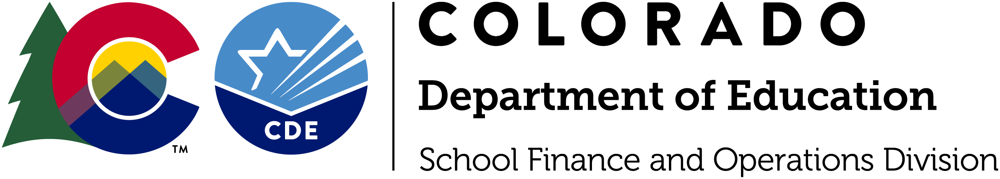 TM
CDE
COLORADO
Department of Education
School Finance and Operations Division